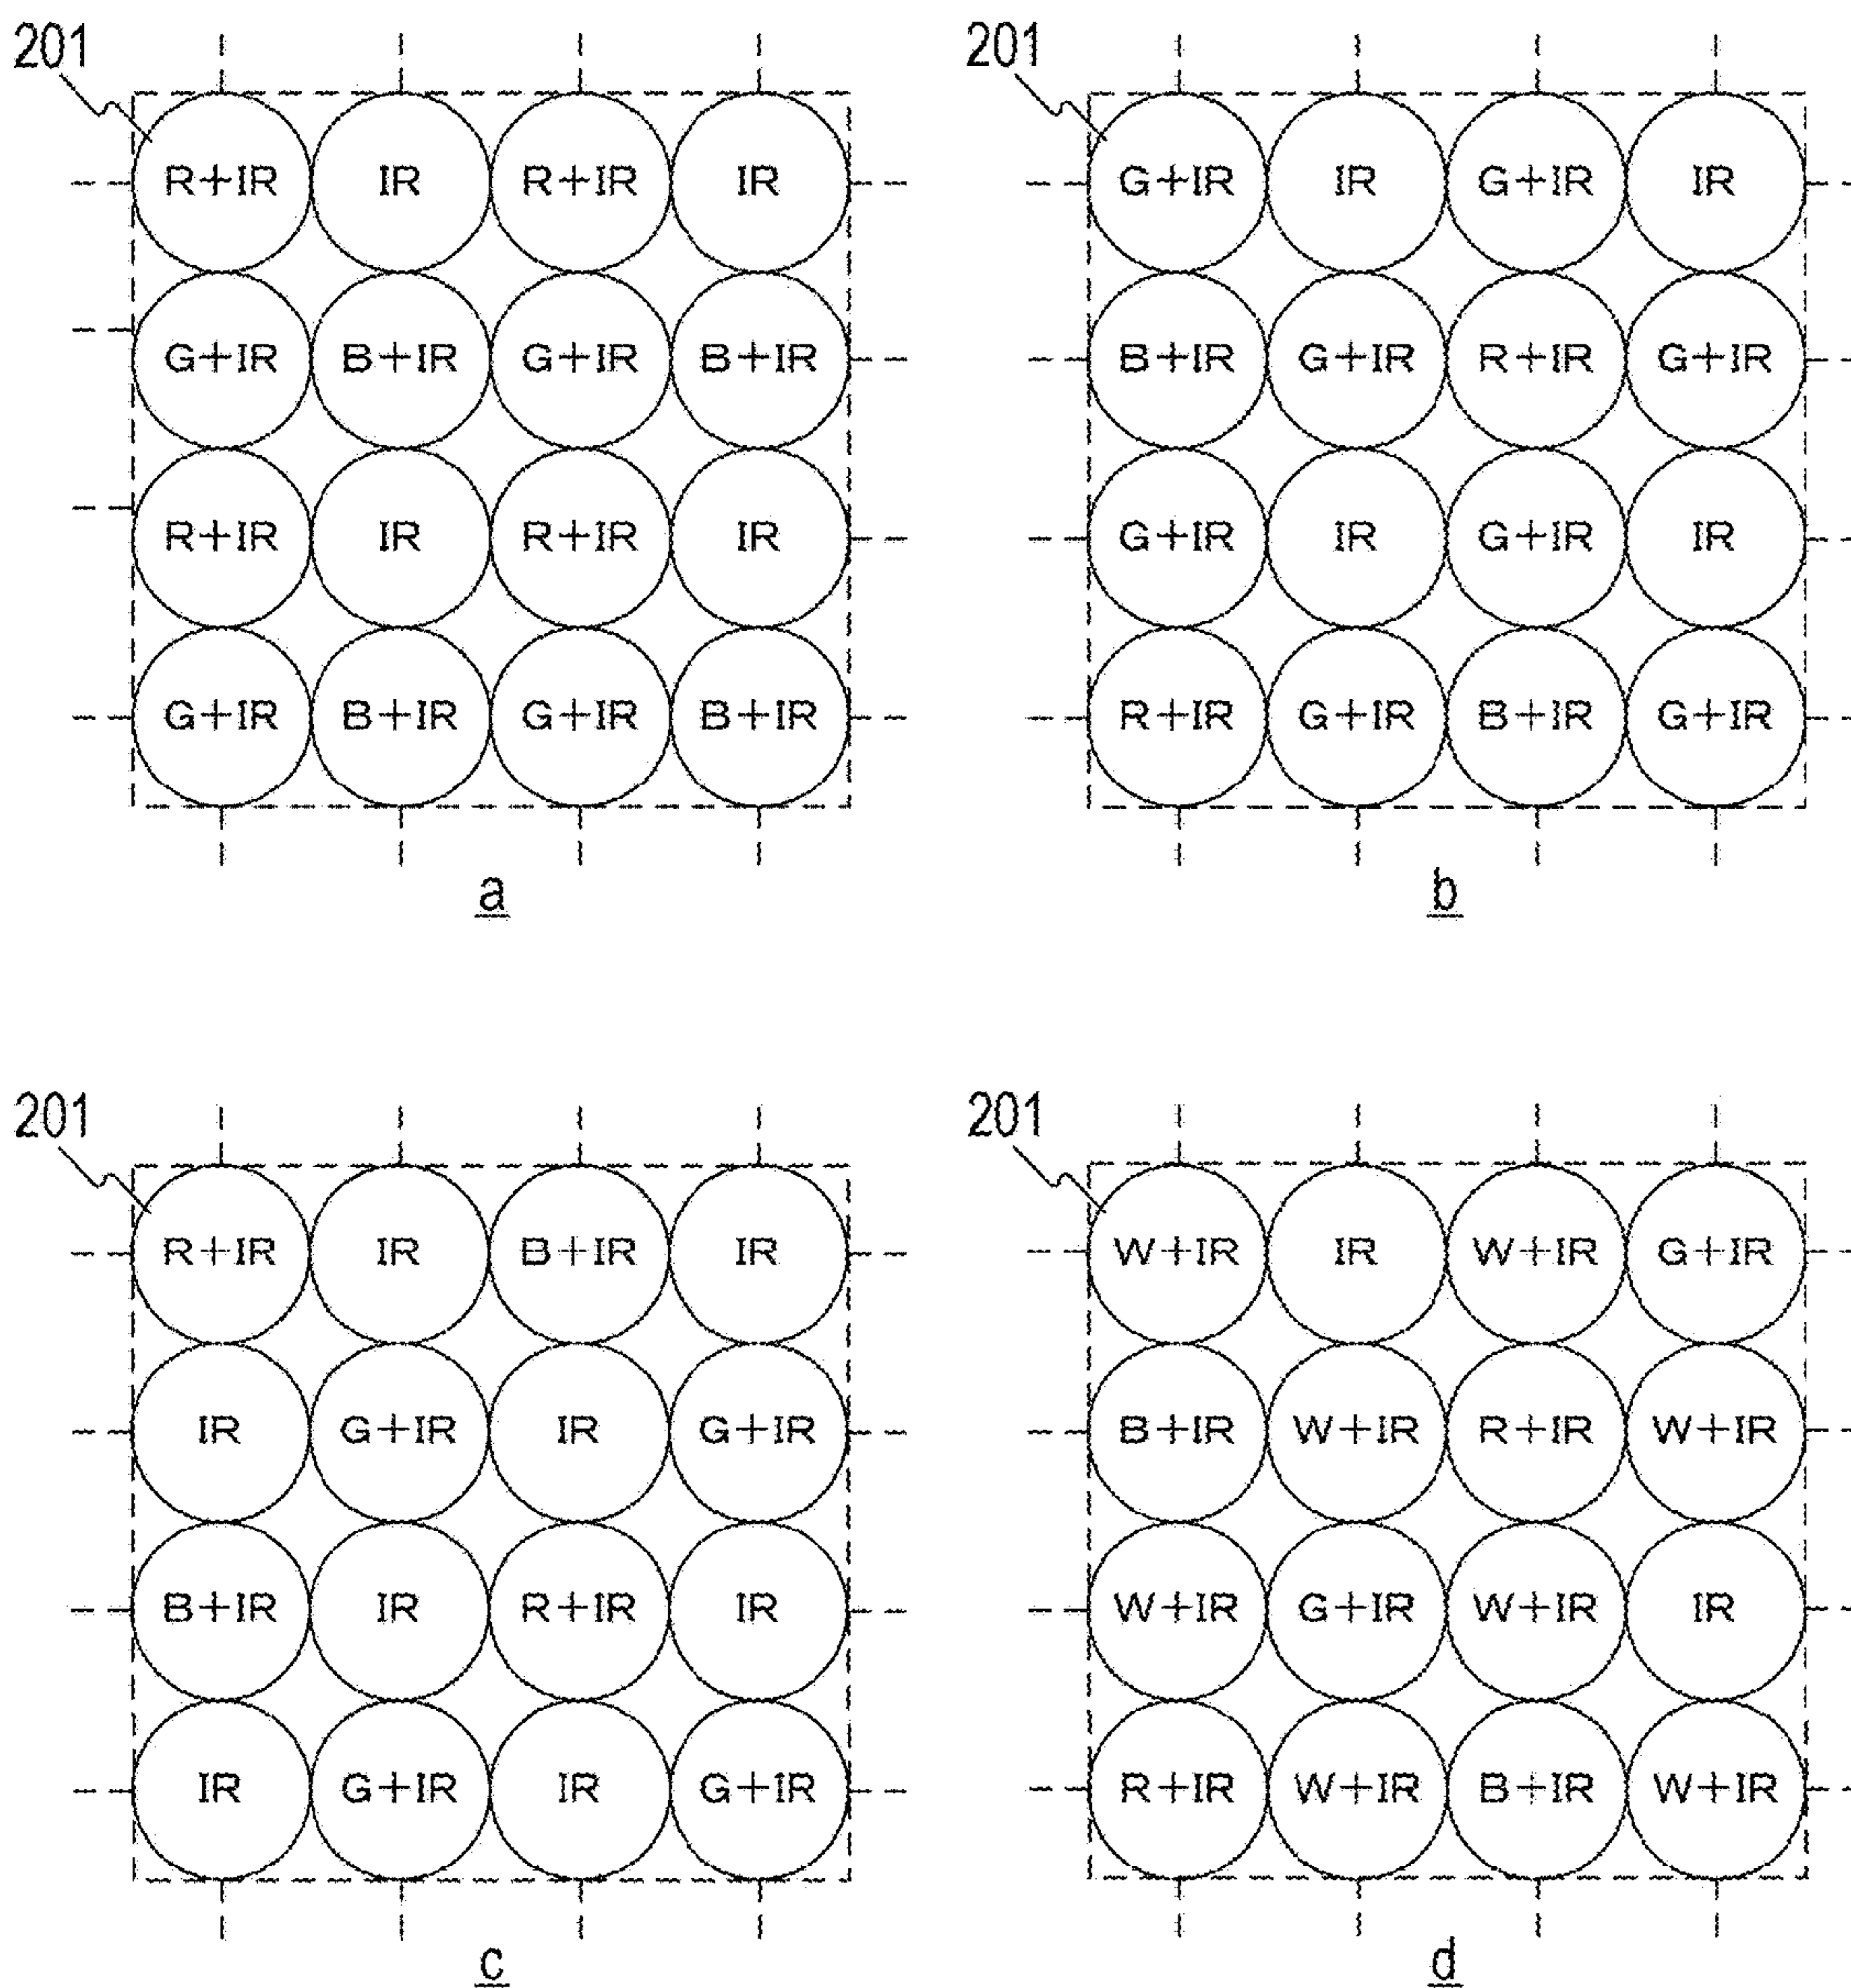 201
R+IR IR R+IR IR
G+IR B+IR G+IR B+IR
R+IR IR R+IR IR
G+IR B+IR G+IR B+IR
a
201
G+IR IR G+IR IR
B+IR G+IR R+IR G+IR
G+IR IR G+IR IR
R+IR G+IR B+IR G+IR
b
201
R+IR IR B+IR IR
IR G+IR IR G+IR
B+IR IR R+IR IR
IR G+IR IR G+IR
c
201
W+IR IR W+IR G+IR
B+IR W+IR R+IR W+IR
W+IR G+IR W+IR IR
R+IR W+IR B+IR W+IR
d